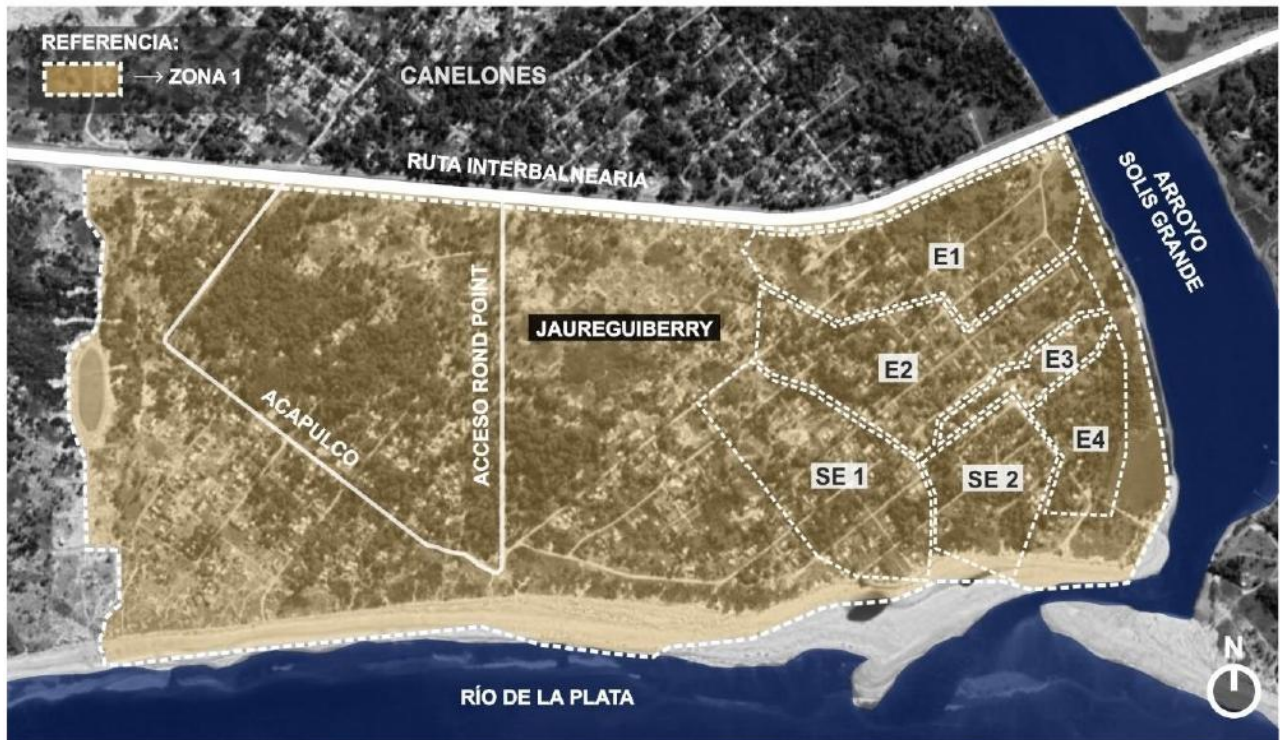 REFERENCIA:
→ ZONA 1
CANELONES
RUTA INTERBALNEARIA
ARROYO
SOLIS GRANDE
E1
ACCESO ROND POINT
JAUREGUIBERRY
E2
E3
ACAPULCO
E4
SE 1
SE 2
N
RÍO DE LA PLATA